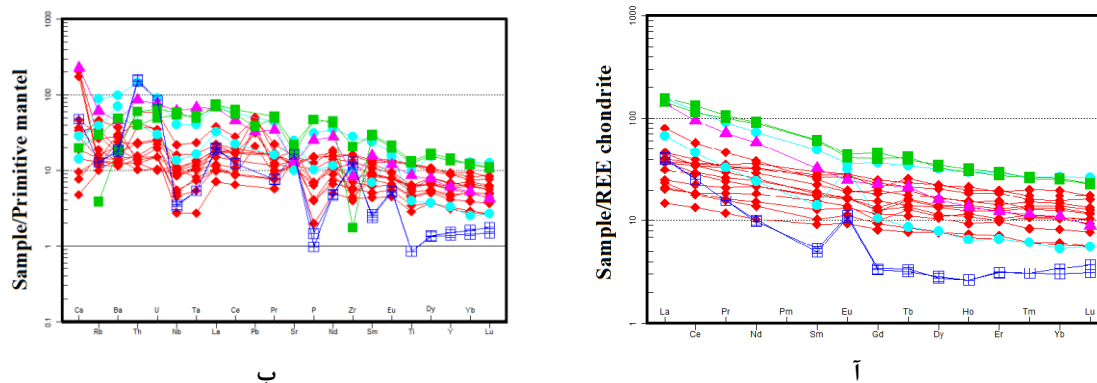 Sample/Primitive mantel
1000
100
10
1
0.1
Cs Ba Th U Nb Ta La Ce Pb Pr P Zr Sm Eu Ti Dy Yb
Rb Sr Nd Y Lu
ب
Sample/REE chondrite
1000
100
10
1
La Pr Pm Eu Tb Ho Tm Lu
Ce Nd Sm Gd Dy Er Yb
آ